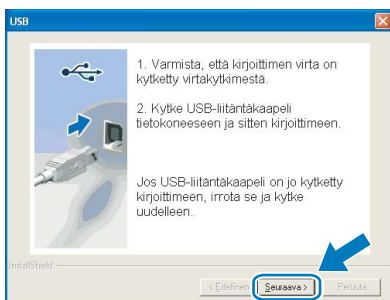 USB
1. Varmista, että kirjoittimen virta on
kytketty virtakytkimestä.
2. Kytke USB-liitäntäkaapeli
tietokoneeseen ja sitten kirjoittimeen.
Jos USB-liitäntäkaapeli on jo kytketty
kirjoittimeen, irrota se ja kytke
uudelleen.
InstallShield
< Edellinen Seuraava > Peruuta